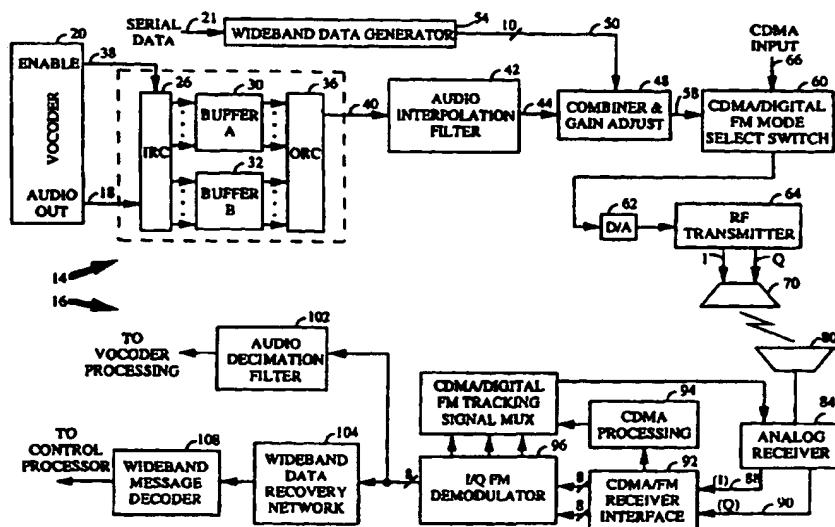 SERIAL DATA
21
WIDEBAND DATA GENERATOR
54
10
50
CDMA INPUT
66
20
ENABLE
VOCODER
AUDIO OUT
38
18
26
IRC
30
BUFFER A
32
BUFFER B
36
ORC
40
42
AUDIO INTERPOLATION FILTER
44
48
COMBINER & GAIN ADJUST
58
60
CDMA/DIGITAL FM MODE SELECT SWITCH
62
D/A
64
RF TRANSMITTER
I
Q
70
14
16
80
TO VOCODER PROCESSING
102
AUDIO DECIMATION FILTER
CDMA/DIGITAL FM TRACKING SIGNAL MUX
94
CDMA PROCESSING
84
ANALOG RECEIVER
TO CONTROL PROCESSOR
108
WIDEBAND MESSAGE DECODER
104
WIDEBAND DATA RECOVERY NETWORK
8
96
I/Q FM DEMODULATOR
8
8
92
CDMA/FM RECEIVER INTERFACE
(I)
88
(Q)
90